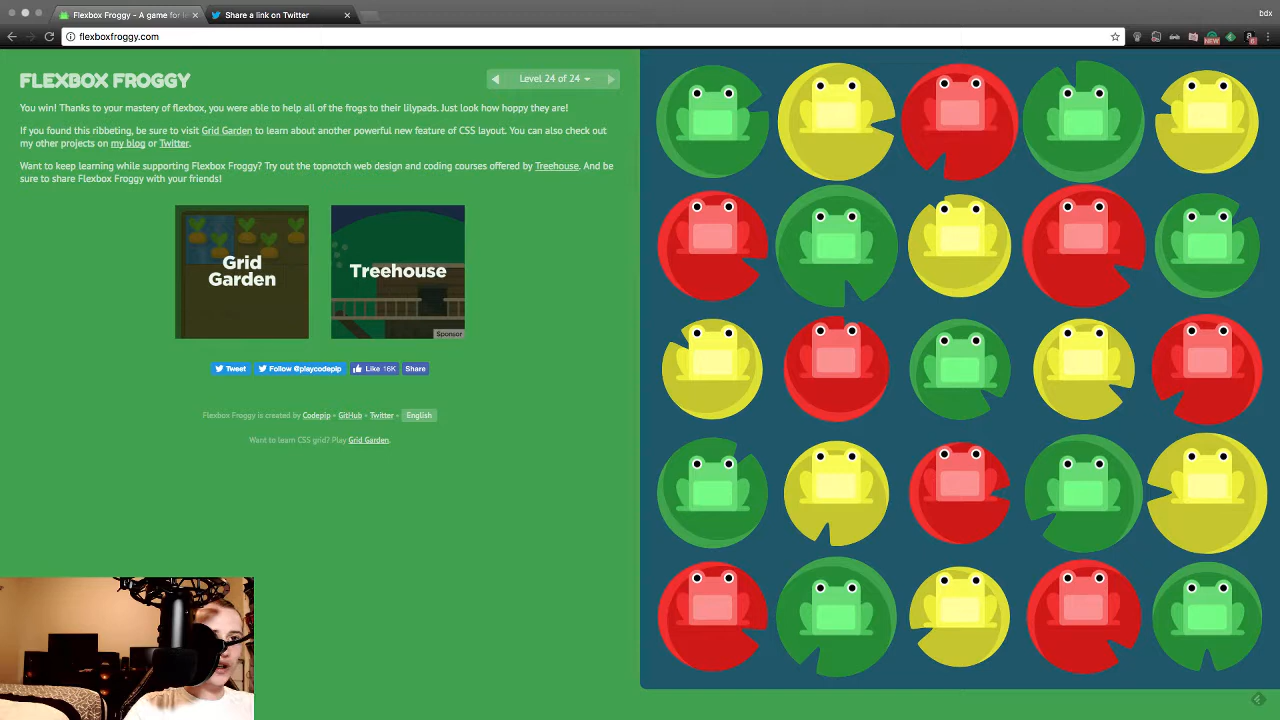 Flexbox Froggy - A game for l
Share a link on Twitter
bdx
flexboxfroggy.com
NEW
FLEXBOX FROGGY
Level 24 of 24
You win! Thanks to your mastery of flexbox, you were able to help all of the frogs to their lilypads. Just look how hoppy they are!
If you found this ribbeting, be sure to visit Grid Garden to learn about another powerful new feature of CSS layout. You can also check out
my other projects on my blog or Twitter.
Want to keep learning while supporting Flexbox Froggy? Try out the topnotch web design and coding courses offered by Treehouse. And be
sure to share Flexbox Froggy with your friends!
Grid
Garden
Treehouse
Sponsor
Tweet
Follow @playcodepip
Like 16K
Share
Flexbox Froggy is created by Codepip • GitHub • Twitter • English
Want to learn CSS grid? Play Grid Garden.